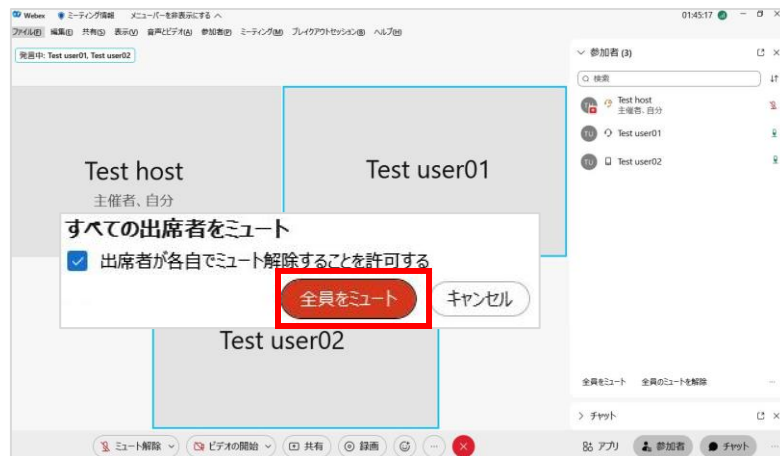 Webex ミーティング情報 メニューバーを非表示にする 01:45:17
ファイル(F) 編集(E) 共有(S) 表示(V) 音声とビデオ(A) 参加者(P) ミーティング(M) ブレイクアウトセッション(B) ヘルプ(H)
発言中: Test user01, Test user02
Test host
主催者、自分
Test user01
すべての出席者をミュート
出席者が各自でミュート解除することを許可する
全員をミュート キャンセル
Test user02
参加者 (3)
検索
Test host
主催者、自分
TU Test user01
TU Test user02
全員をミュート 全員のミュートを解除
チャット
ミュート解除 ビデオの開始 共有 録画
アプリ 参加者 チャット